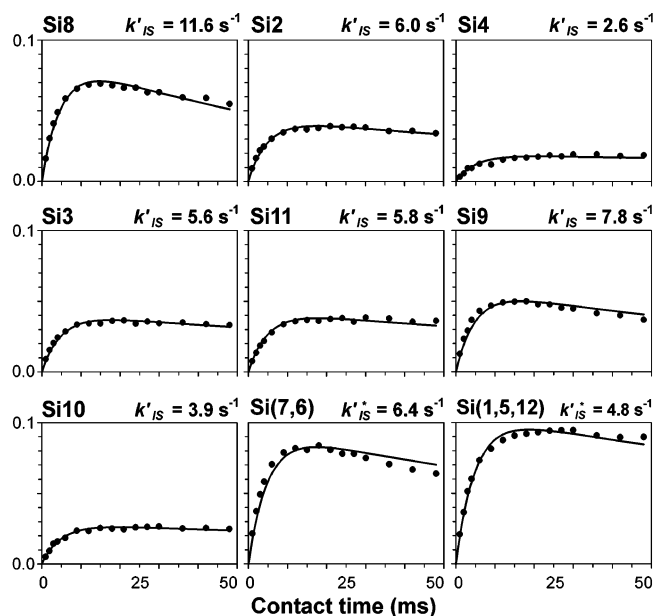 Si8 k'IS = 11.6 s-1 Si2 k'IS = 6.0 s-1 Si4 k'IS = 2.6 s-1
0.1
0.0
Si3 k'IS = 5.6 s-1 Si11 k'IS = 5.8 s-1 Si9 k'IS = 7.8 s-1
0.1
0.0
Si10 k'IS = 3.9 s-1 Si(7,6) k'*IS = 6.4 s-1 Si(1,5,12) k'*IS = 4.8 s-1
0.1
0.0
0 25 50 0 25 50 0 25 50
Contact time (ms)